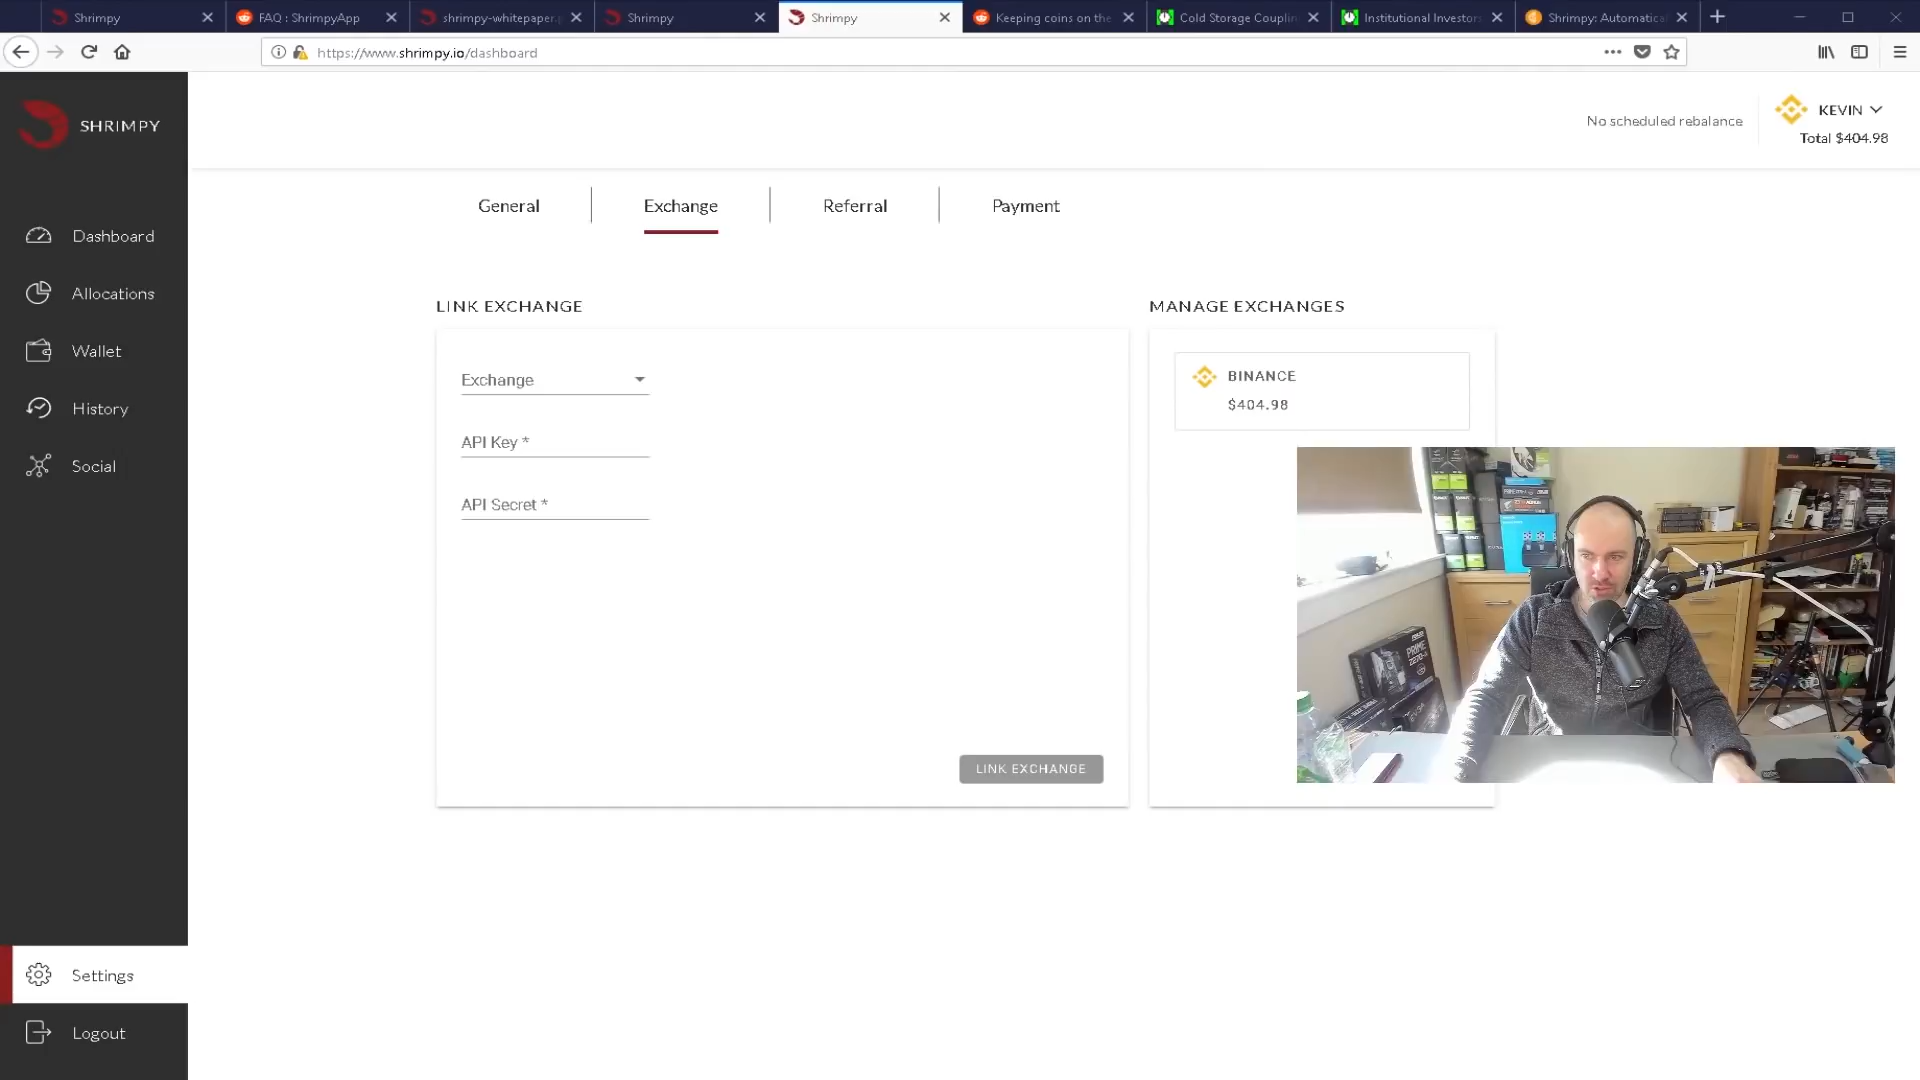 Shrimpy
FAQ : ShrimpyApp
shrimpy-whitepaper.p
Shrimpy
Shrimpy
Keeping coins on the
Cold Storage Couplin
Institutional Investors
Shrimpy: Automatica
https://www.shrimpy.io/dashboard
SHRIMPY
No scheduled rebalance
KEVIN
Total $404.98
General
Exchange
Referral
Payment
Dashboard
Allocations
Wallet
History
Social
LINK EXCHANGE
Exchange
API Key *
API Secret *
LINK EXCHANGE
MANAGE EXCHANGES
BINANCE
$404.98
PRIME
Settings
Logout